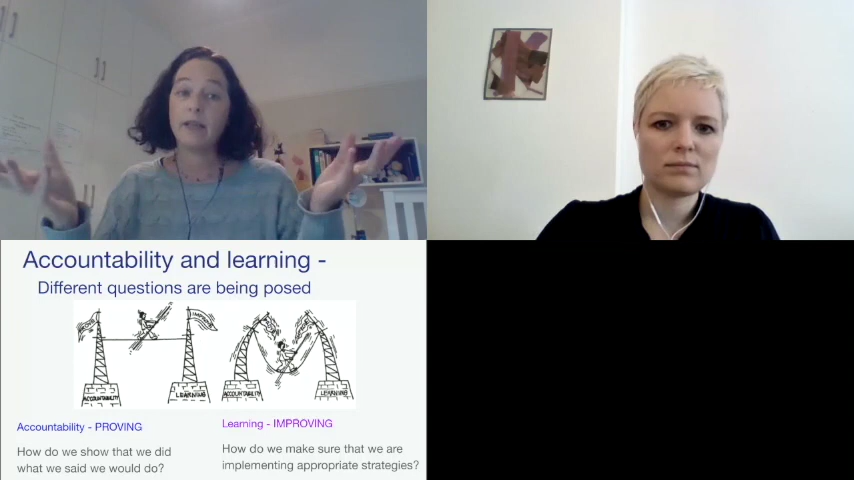 Accountability and learning -
Different questions are being posed
IMPROVE
ACCOUNTABILITY
LEARNING
ACCOUNTABILITY
LEARNING
Accountability - PROVING
Learning - IMPROVING
How do we show that we did
what we said we would do?
How do we make sure that we are
implementing appropriate strategies?